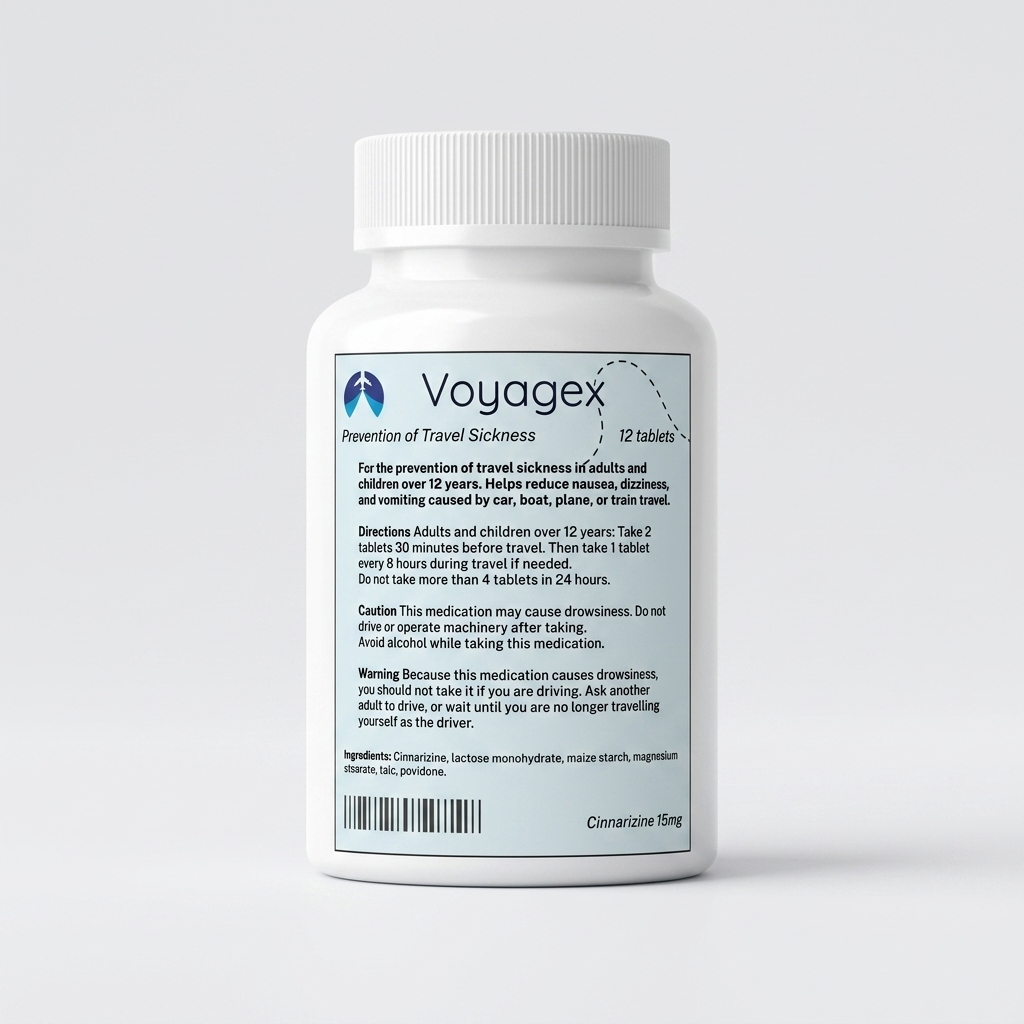 Voyagex
Prevention of Travel Sickness 12 tablets
For the prevention of travel sickness in adults and
children over 12 years. Helps reduce nausea, dizziness,
and vomiting caused by car, boat, plane, or train travel.
Directions Adults and children over 12 years: Take 2
tablets 30 minutes before travel. Then take 1 tablet
every 8 hours during travel if needed.
Do not take more than 4 tablets in 24 hours.
Caution This medication may cause drowsiness. Do not
drive or operate machinery after taking.
Avoid alcohol while taking this medication.
Warning Because this medication causes drowsiness,
you should not take it if you are driving. Ask another
adult to drive, or wait until you are no longer travelling
yourself as the driver.
Ingredients: Cinnarizine, lactose monohydrate, maize starch, magnesium
stsarate, talc, povidone.
Cinnarizine 15mg